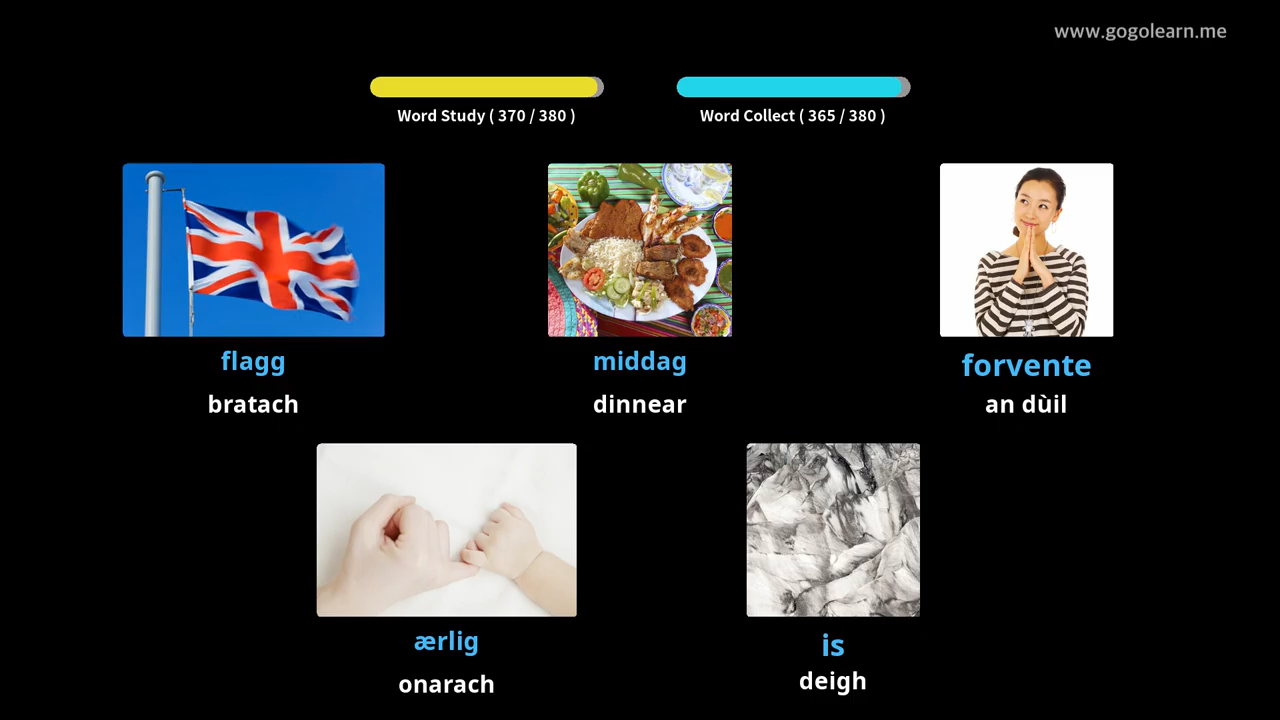 www.gogolearn.me
Word Study ( 370 / 380 )
Word Collect ( 365 / 380 )
flagg
bratach
middag
dinnear
forvente
an dùil
ærlig
onarach
is
deigh